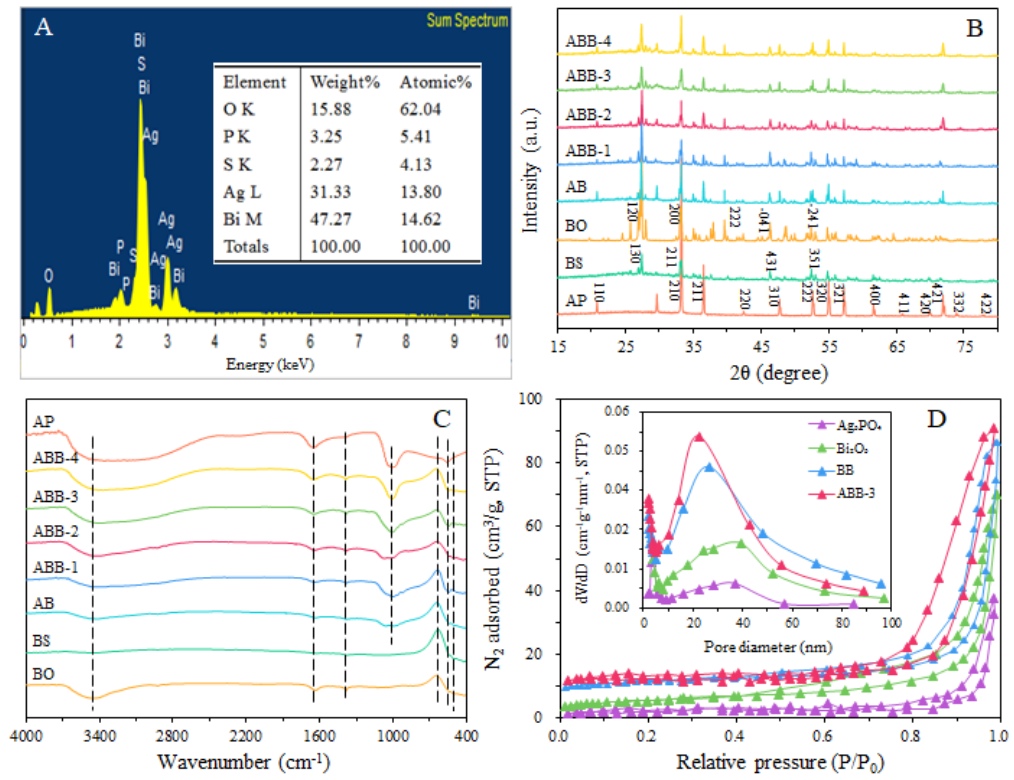 A
Sum Spectrum
Bi
S
Bi
Ag
Element Weight% Atomic%
O K 15.88 62.04
P K 3.25 5.41
S K 2.27 4.13
Ag L 31.33 13.80
Bi M 47.27 14.62
Totals 100.00 100.00
O
Bi
P
P
S
Ag
Bi
Ag
Ag
Bi
Bi
0 1 2 3 4 5 6 7 8 9 10
Energy (keV)
B
ABB-4
ABB-3
ABB-2
ABB-1
AB
BO
BS
AP
120
200
222
-041
-241
130
211
431
351
110
210
211
220
310
222
320
321
400
411
420
421
332
422
Intensity (a.u.)
15 25 35 45 55 65 75
2θ (degree)
C
AP
ABB-4
ABB-3
ABB-2
ABB-1
AB
BS
BO
4000 3400 2800 2200 1600 1000 400
Wavenumber (cm-1)
D
N2 adsorbed (cm3/g, STP)
100
80
60
40
20
0
0.0 0.2 0.4 0.6 0.8 1.0
Relative pressure (P/P0)
dV/dD (cm-1g-1nm-1, STP)
0.06
0.05
0.04
0.02
0.01
0.00
0 20 40 60 80 100
Pore diameter (nm)
Ag3PO4
Bi2O3
BB
ABB-3